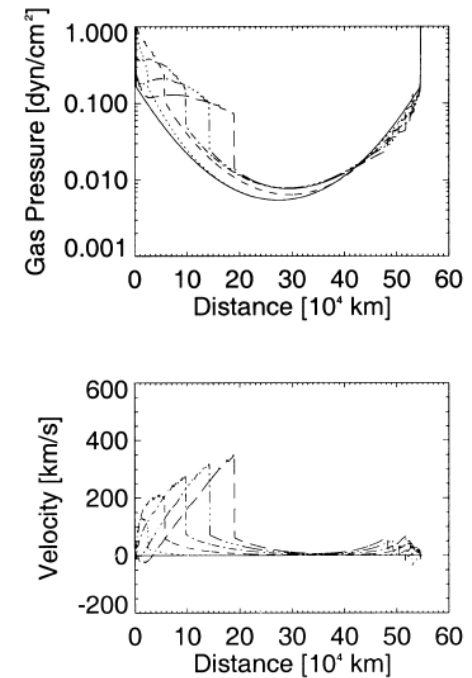 Gas Pressure [dyn/cm²]
1.000
0.100
0.010
0.001
0 10 20 30 40 50 60
Distance [10⁴ km]
Velocity [km/s]
600
400
200
0
-200
0 10 20 30 40 50 60
Distance [10⁴ km]